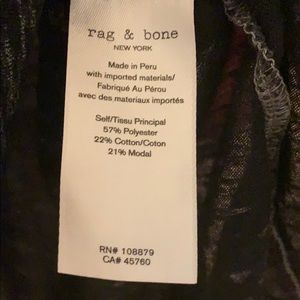 rag & bone
NEW YORK
Made in Peru
with imported materials/
Fabriqué Au Pérou
avec des materiaux importés
Self/Tissu Principal
57% Polyester
22% Cotton/Coton
21% Modal
RN# 108879
CA# 45760